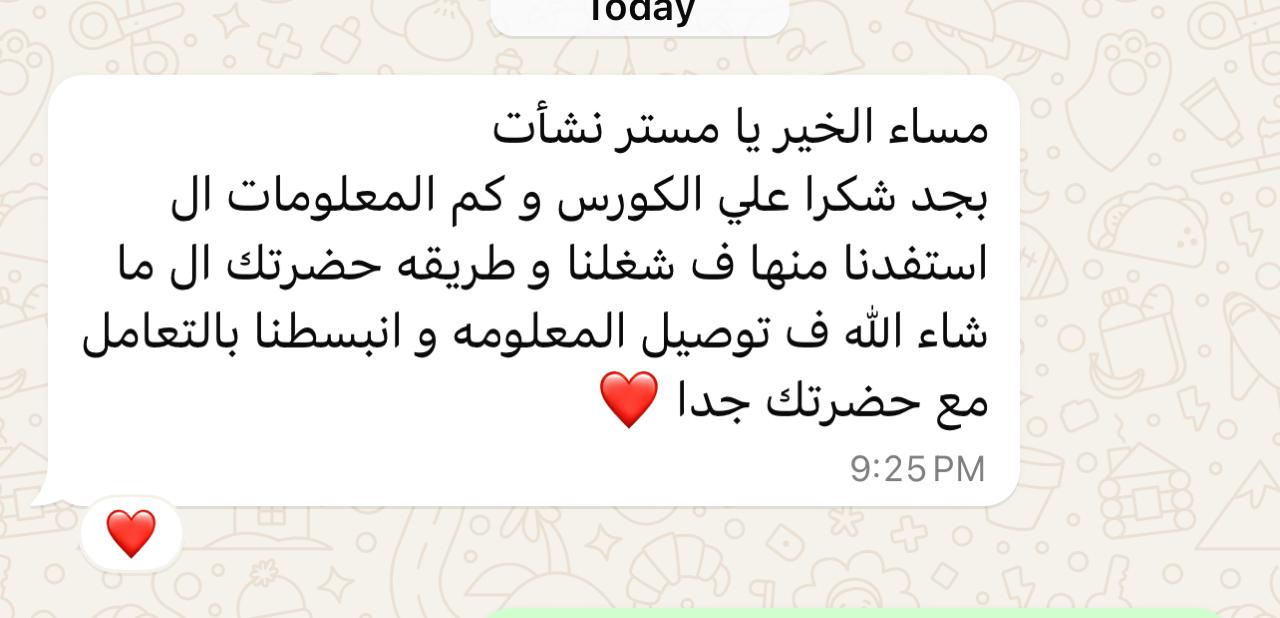 Today
مساء الخير يا مستر نشأت
بجد شكرا علي الكورس و كم المعلومات ال
استفدنا منها ف شغلنا و طريقه حضرتك ال ما
شاء الله ف توصيل المعلومه و انبسطنا بالتعامل
مع حضرتك جدا ❤️
9:25 PM